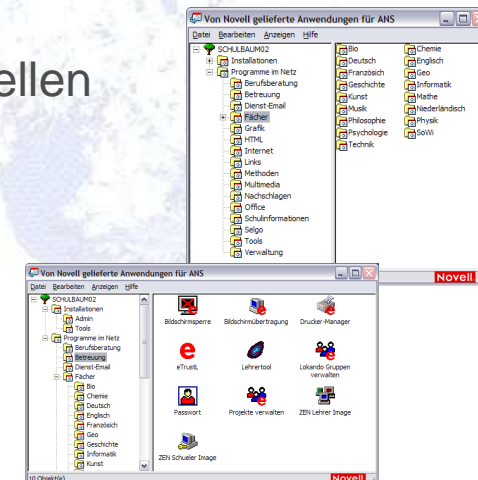 ellen
Von Novell gelieferte Anwendungen für ANS
Datei Bearbeiten Anzeigen Hilfe
SCHULBAUM02
Installationen
Programme im Netz
Berufsberatung
Betreuung
Dienst-Email
Fächer
Grafik
HTML
Internet
Links
Methoden
Multimedia
Nachschlagen
Office
Schulinformationen
Selgo
Tools
Verwaltung
Bio Chemie
Deutsch Englisch
Französich Geo
Geschichte Informatik
Kunst Mathe
Musik Niederländisch
Philosophie Physik
Psychologie SoWi
Technik
Novell
Von Novell gelieferte Anwendungen für ANS
Datei Bearbeiten Anzeigen Hilfe
SCHULBAUM02
Installationen
Admin
Tools
Programme im Netz
Berufsberatung
Betreuung
Dienst-Email
Fächer
Bio
Chemie
Deutsch
Englisch
Französich
Geo
Geschichte
Informatik
Kunst
Bildschirmsperre Bildschirmübertragung Drucker-Manager
eTrustL Lehrertool Lokando Gruppen
verwalten
Passwort Projekte verwalten ZEN Lehrer Image
ZEN Schueler Image
10 Objekt(e)
Novell